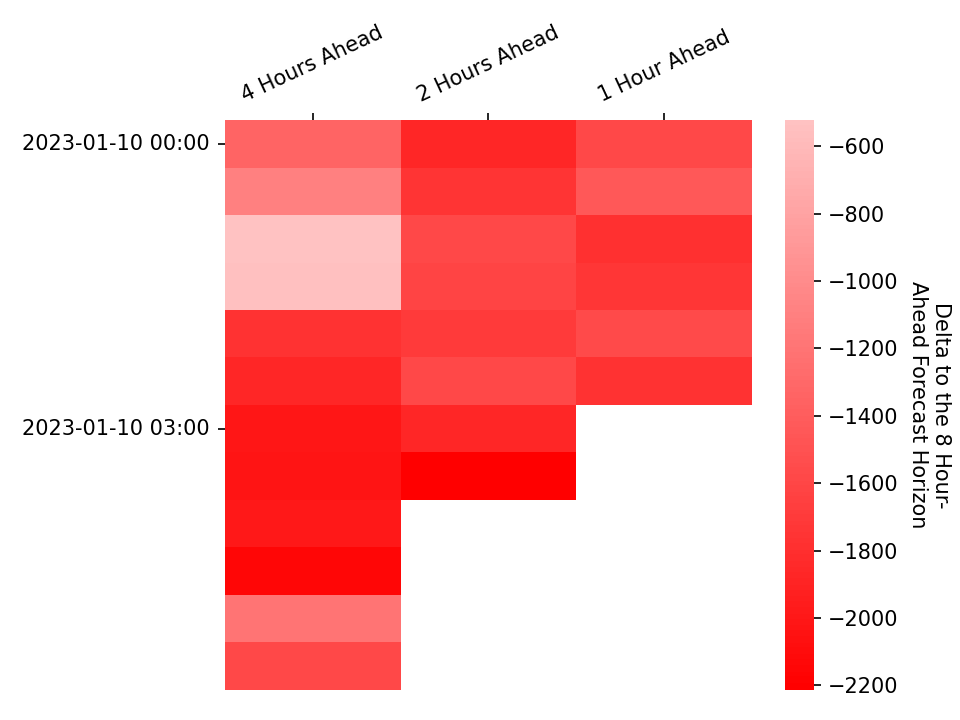 4 Hours Ahead
2 Hours Ahead
1 Hour Ahead
2023-01-10 00:00
2023-01-10 03:00
−600
−800
−1000
−1200
−1400
−1600
−1800
−2000
−2200
Delta to the 8 Hour-
Ahead Forecast Horizon